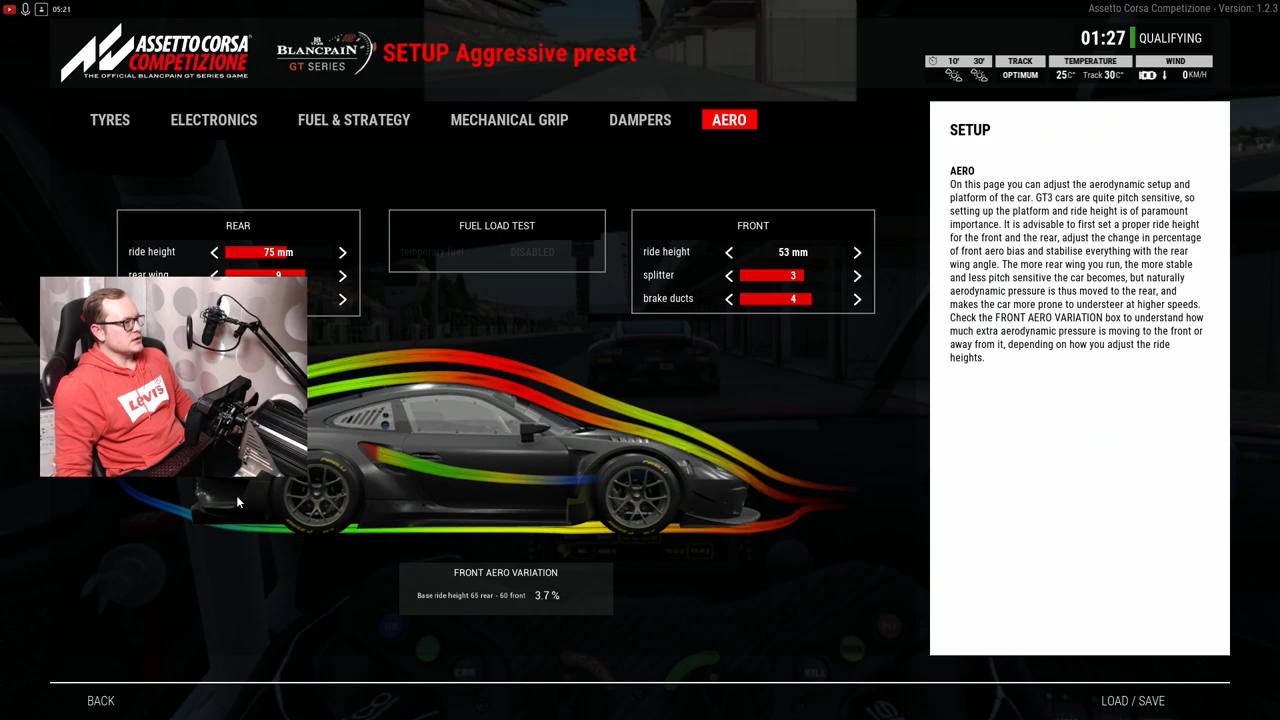 05:21
Assetto Corsa Competizione - Version: 1.2.3
ASSETTO CORSA
COMPETIZIONE
THE OFFICIAL BLANCPAIN GT SERIES GAME
BLANCPAIN
GT SERIES
SETUP Aggressive preset
01:27 QUALIFYING
10' 30' TRACK TEMPERATURE WIND
OPTIMUM 25C° Track 30C° 0KM/H
TYRES ELECTRONICS FUEL & STRATEGY MECHANICAL GRIP DAMPERS AERO
REAR
ride height 75 mm
rear wing 9
FUEL LOAD TEST
temporary fuel DISABLED
FRONT
ride height 53 mm
splitter 3
brake ducts 4
SETUP
AERO
On this page you can adjust the aerodynamic setup and
platform of the car. GT3 cars are quite pitch sensitive, so
setting up the platform and ride height is of paramount
importance. It is advisable to first set a proper ride height
for the front and the rear, adjust the change in percentage
of front aero bias and stabilise everything with the rear
wing angle. The more rear wing you run, the more stable
and less pitch sensitive the car becomes, but naturally
aerodynamic pressure is thus moved to the rear, and
makes the car more prone to understeer at higher speeds.
Check the FRONT AERO VARIATION box to understand how
much extra aerodynamic pressure is moving to the front or
away from it, depending on how you adjust the ride
heights.
Levi's
FRONT AERO VARIATION
Base ride height 65 rear - 60 front 3.7 %
BACK
LOAD / SAVE